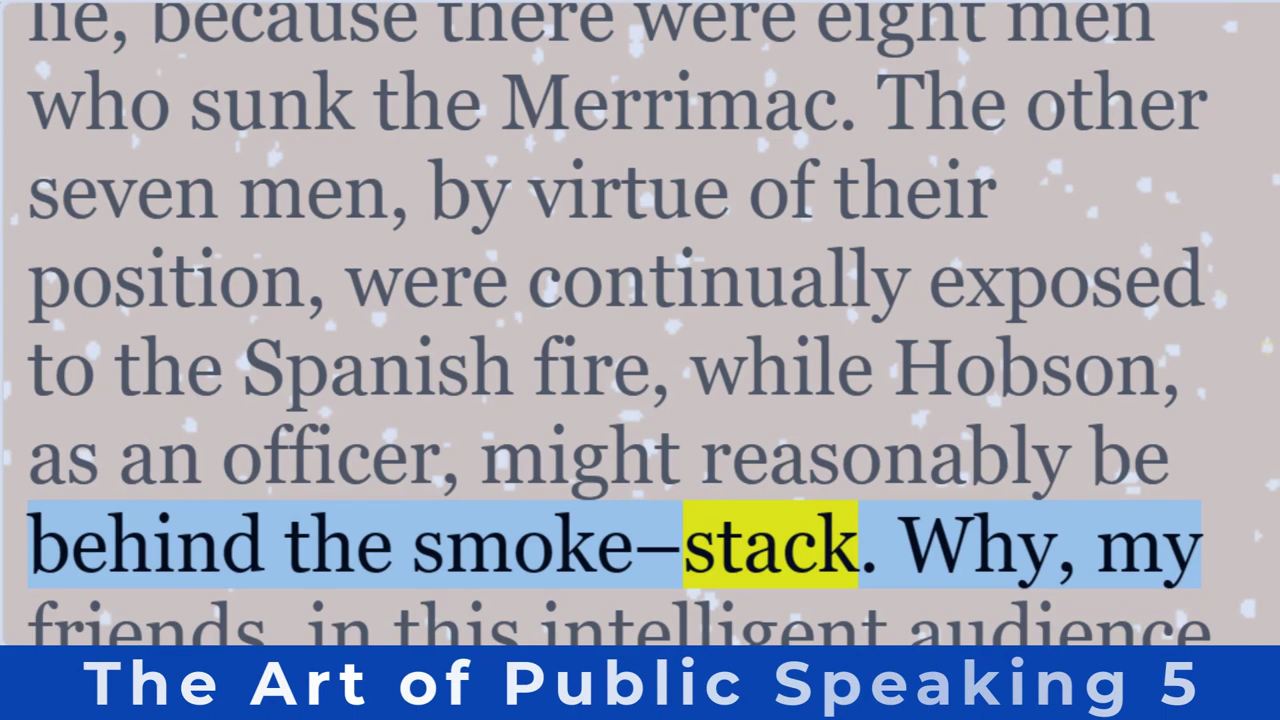 lie, because there were eight men
who sunk the Merrimac. The other
seven men, by virtue of their
position, were continually exposed
to the Spanish fire, while Hobson,
as an officer, might reasonably be
behind the smoke–stack. Why, my
friends, in this intelligent audience
The Art of Public Speaking 5